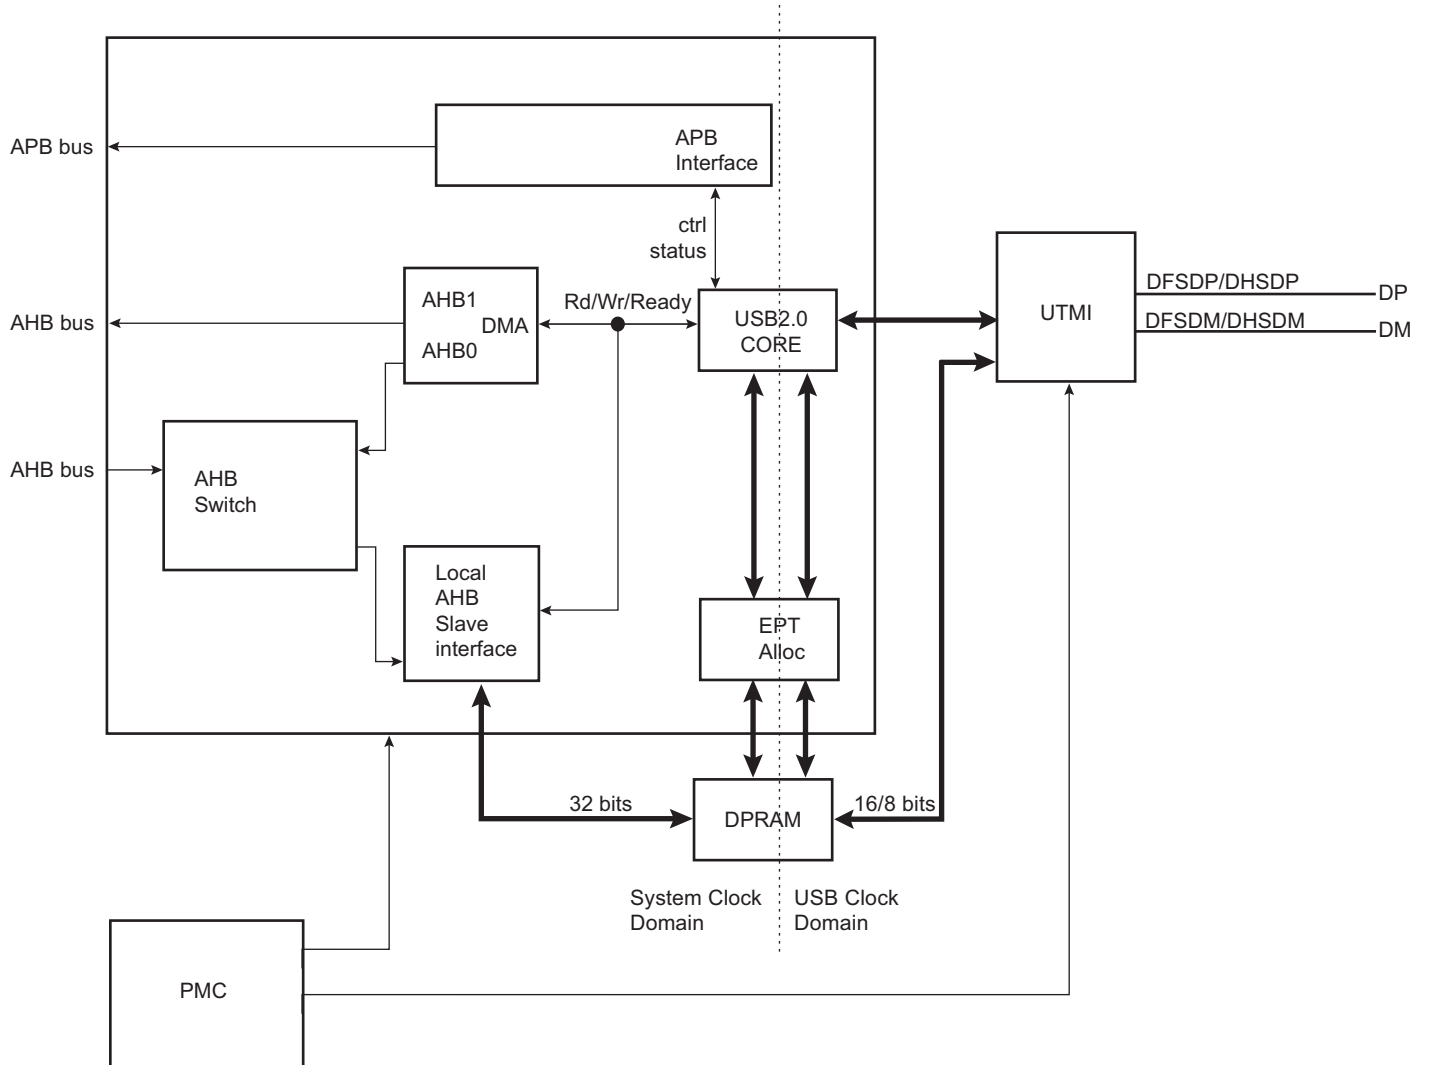 APB bus
APB
Interface
ctrl
status
AHB bus
AHB1
DMA
AHB0
Rd/Wr/Ready
USB2.0
CORE
UTMI
DFSDP/DHSDP
DP
DFSDM/DHSDM
DM
AHB bus
AHB
Switch
Local
AHB
Slave
interface
EPT
Alloc
32 bits
DPRAM
16/8 bits
System Clock
Domain
USB Clock
Domain
PMC